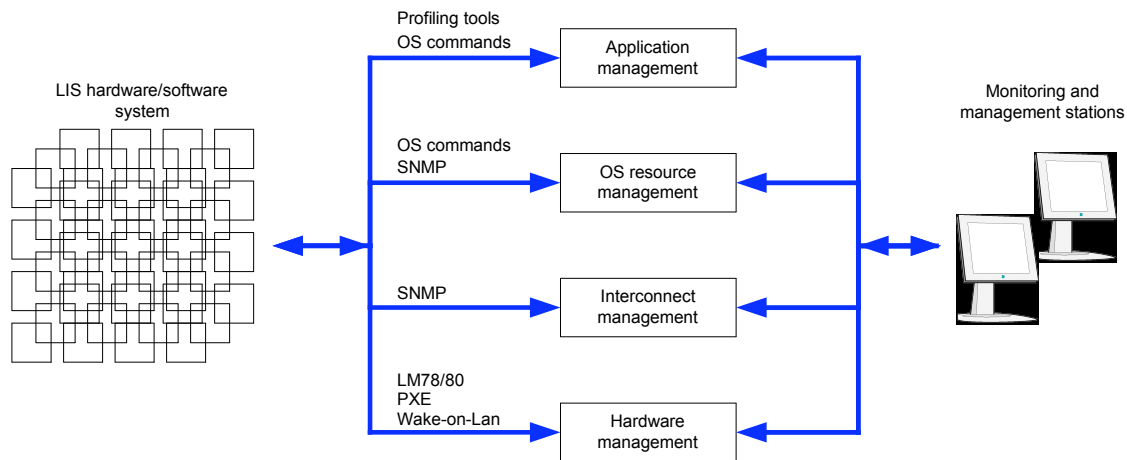 Profiling tools
OS commands
Application
management
LIS hardware/software
system
Monitoring and
management stations
OS commands
SNMP
OS resource
management
SNMP
Interconnect
management
LM78/80
PXE
Wake-on-Lan
Hardware
management